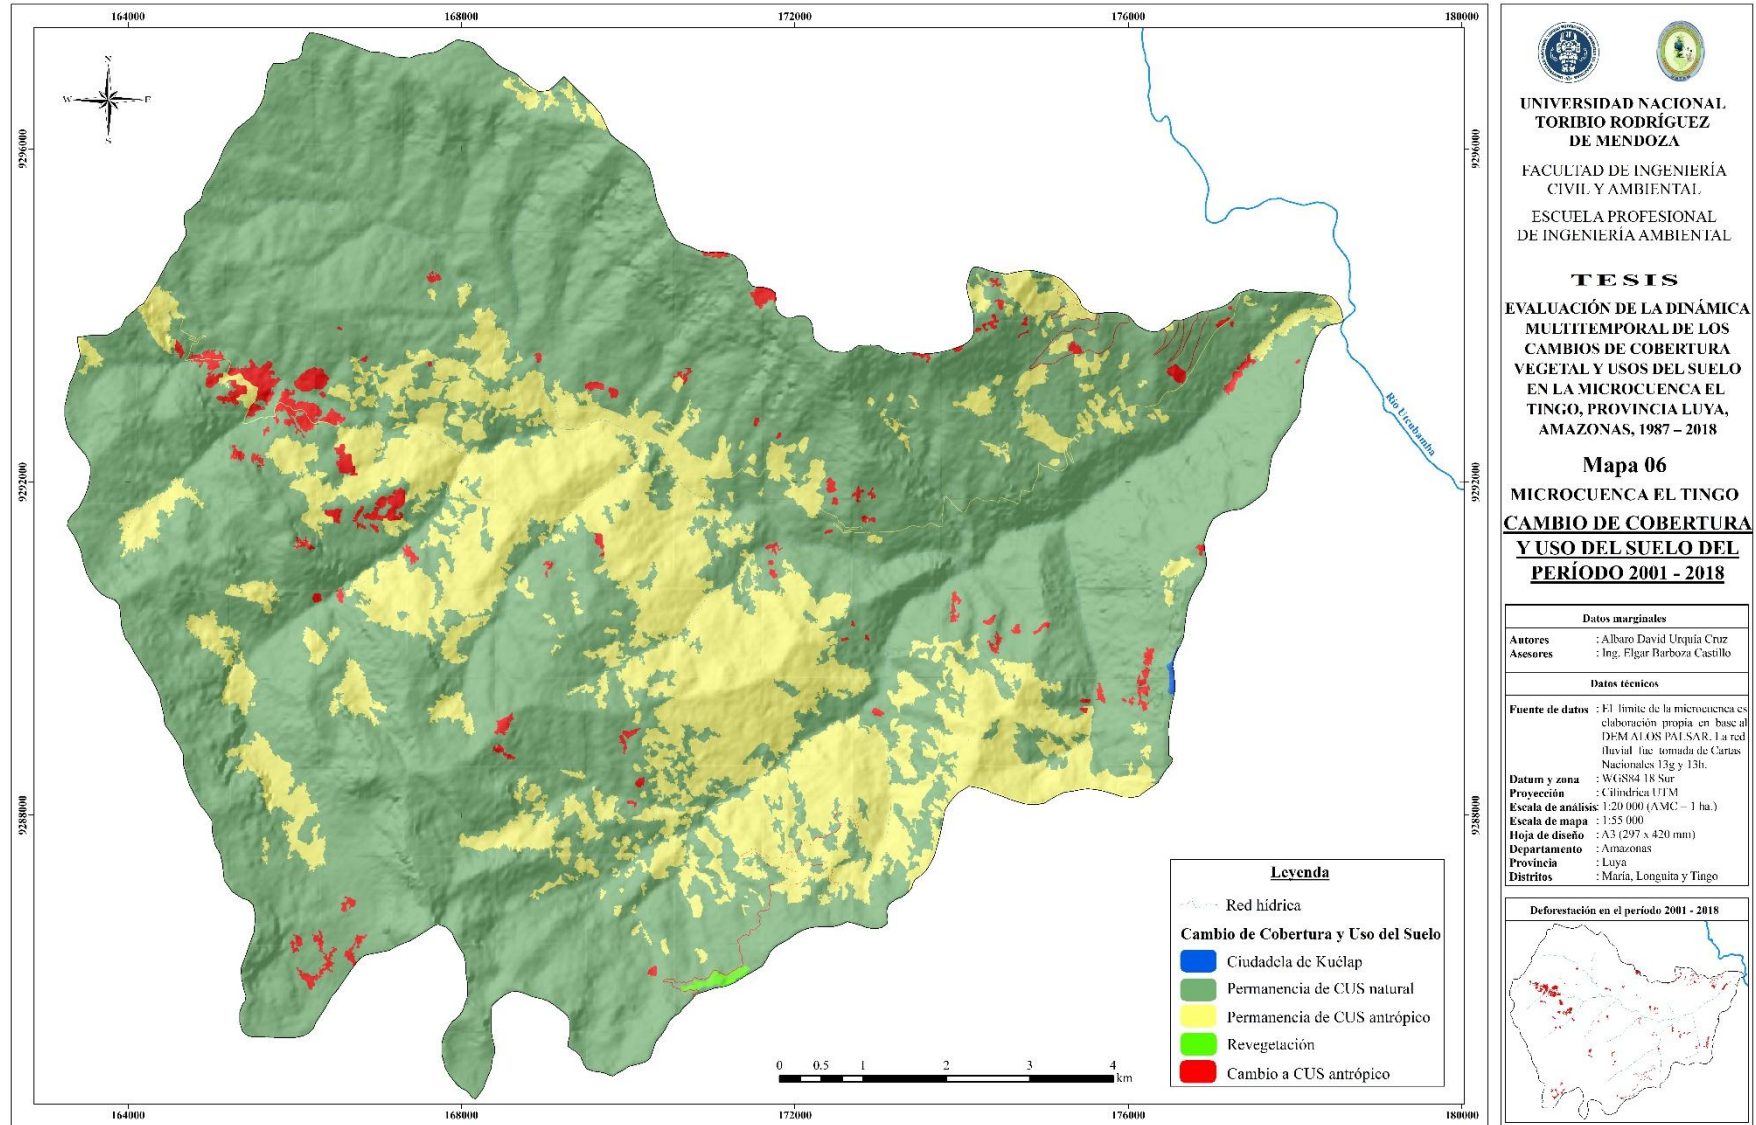 164000
168000
172000
176000
180000
N
W
E
S
9296000
9296000
9292000
9292000
9288000
9288000
Río Utcubamba
Leyenda
Red hídrica
Cambio de Cobertura y Uso del Suelo
Ciudadela de Kuélap
Permanencia de CUS natural
Permanencia de CUS antrópico
Revegetación
Cambio a CUS antrópico
0
0.5
1
2
3
4
km
164000
168000
172000
176000
180000
UNIVERSIDAD NACIONAL
TORIBIO RODRÍGUEZ
DE MENDOZA
FACULTAD DE INGENIERÍA
CIVIL Y AMBIENTAL
ESCUELA PROFESIONAL
DE INGENIERÍA AMBIENTAL
TESIS
EVALUACIÓN DE LA DINÁMICA
MULTITEMPORAL DE LOS
CAMBIOS DE COBERTURA
VEGETAL Y USOS DEL SUELO
EN LA MICROCUENCA EL
TINGO, PROVINCIA LUYA,
AMAZONAS, 1987 – 2018
Mapa 06
MICROCUENCA EL TINGO
CAMBIO DE COBERTURA
Y USO DEL SUELO DEL
PERÍODO 2001 - 2018
Datos marginales
Autores : Albaro David Urquía Cruz
Asesores : Ing. Elgar Barboza Castillo
Datos técnicos
Fuente de datos : El límite de la microcuenca es
elaboración propia en base al
DEM ALOS PALSAR. La red
fluvial fue tomada de Cartas
Nacionales 13g y 13h.
Datum y zona : WGS84 18 Sur
Proyección : Cilíndrica UTM
Escala de análisis : 1:20 000 (AMC – 1 ha.)
Escala de mapa : 1:55 000
Hoja de diseño : A3 (297 x 420 mm)
Departamento : Amazonas
Provincia : Luya
Distritos : María, Longuita y Tingo
Deforestación en el período 2001 - 2018